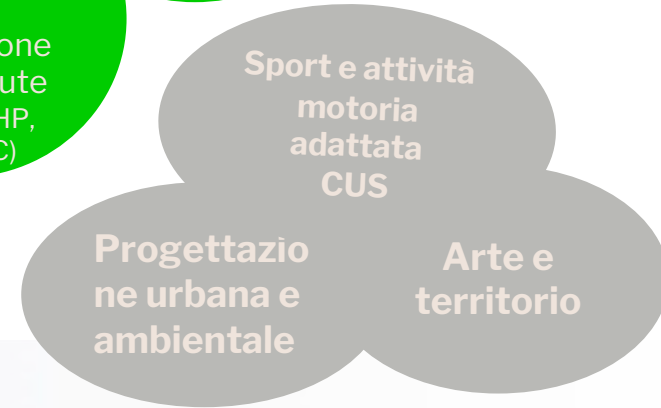 one
ute
HP,
C)
Sport e attività
motoria
adattata
CUS
Progettazio
ne urbana e
ambientale
Arte e
territorio